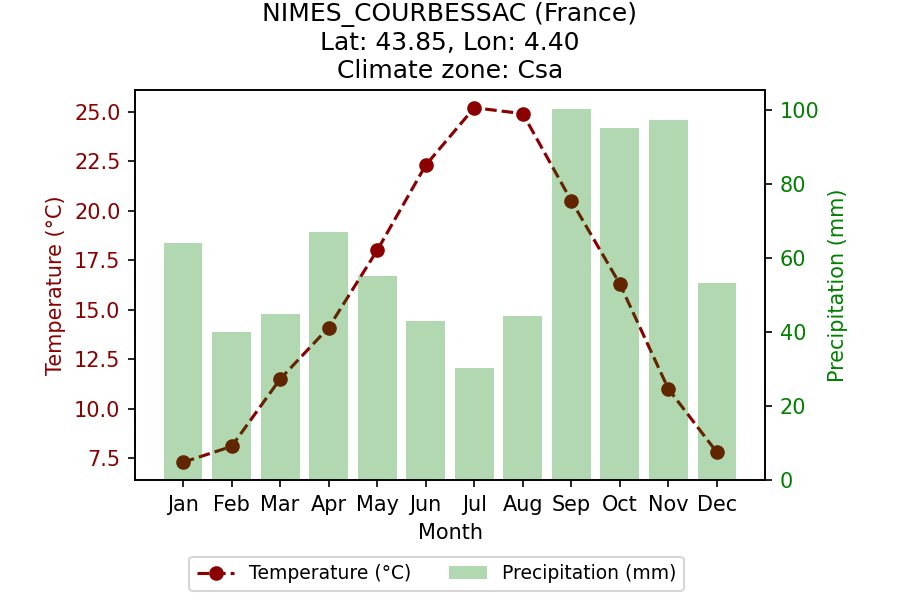 NIMES_COURBESSAC (France)
Lat: 43.85, Lon: 4.40
Climate zone: Csa
25.0
22.5
20.0
17.5
15.0
12.5
10.0
7.5
Temperature (°C)
100
80
60
40
20
0
Precipitation (mm)
Jan Feb Mar Apr May Jun Jul Aug Sep Oct Nov Dec
Month
Temperature (°C) Precipitation (mm)